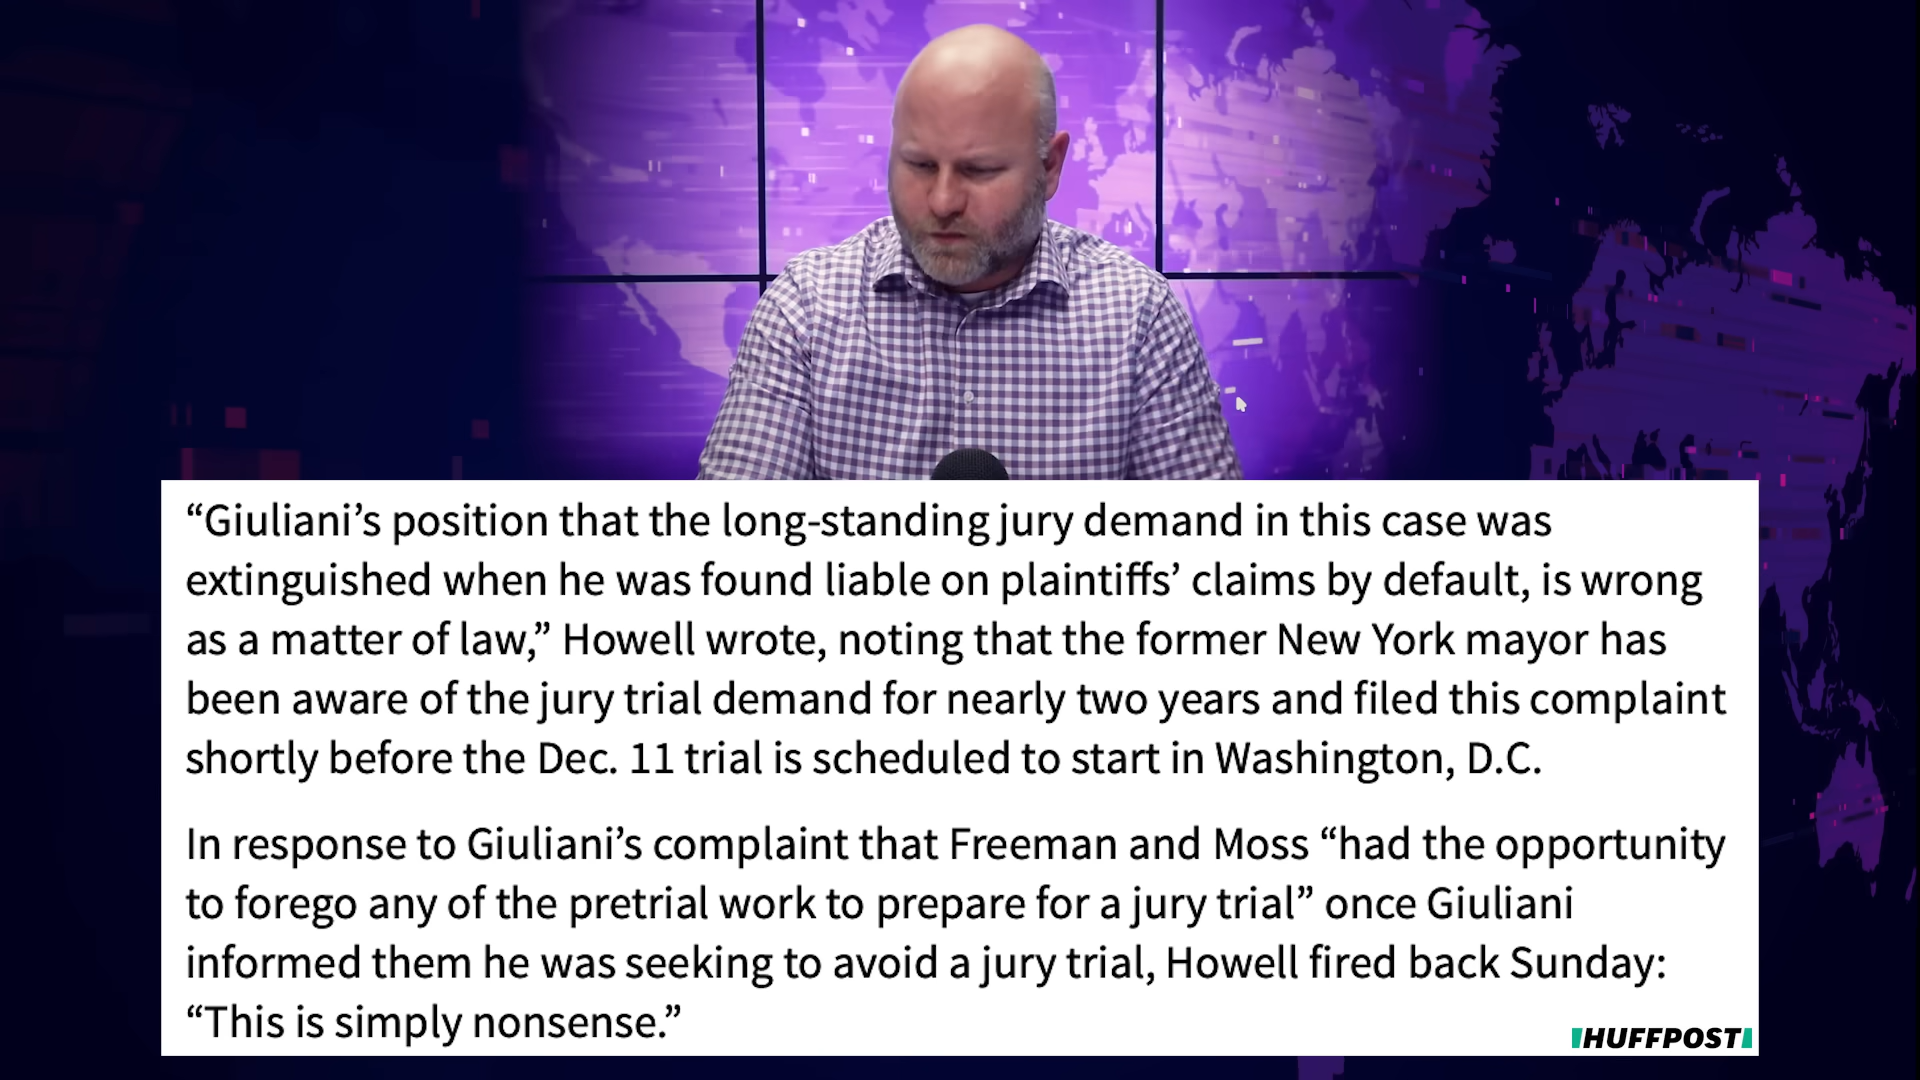 “Giuliani’s position that the long-standing jury demand in this case was
extinguished when he was found liable on plaintiffs’ claims by default, is wrong
as a matter of law,” Howell wrote, noting that the former New York mayor has
been aware of the jury trial demand for nearly two years and filed this complaint
shortly before the Dec. 11 trial is scheduled to start in Washington, D.C.
In response to Giuliani’s complaint that Freeman and Moss “had the opportunity
to forego any of the pretrial work to prepare for a jury trial” once Giuliani
informed them he was seeking to avoid a jury trial, Howell fired back Sunday:
“This is simply nonsense.”
HUFFPOST